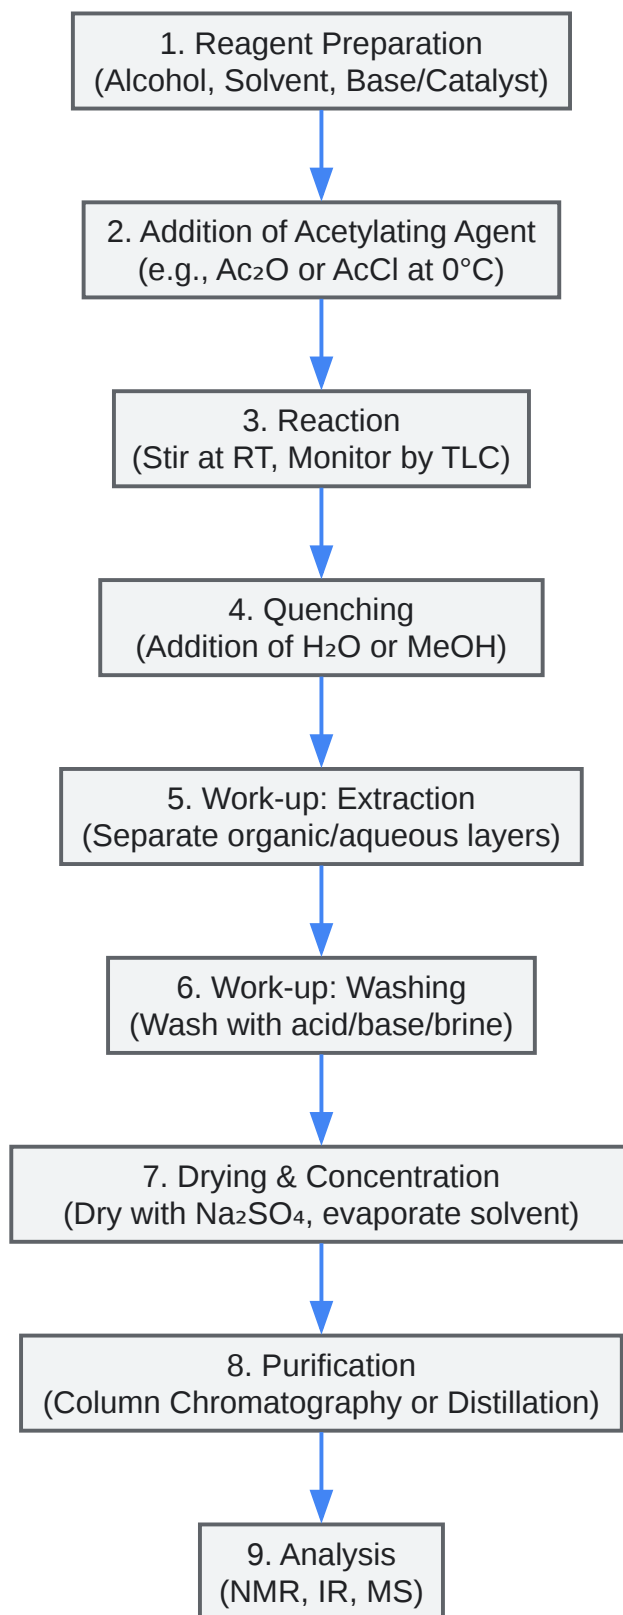 1. Reagent Preparation
(Alcohol, Solvent, Base/Catalyst)
2. Addition of Acetylating Agent
(e.g., Ac₂O or AcCl at 0°C)
3. Reaction
(Stir at RT, Monitor by TLC)
4. Quenching
(Addition of H₂O or MeOH)
5. Work-up: Extraction
(Separate organic/aqueous layers)
6. Work-up: Washing
(Wash with acid/base/brine)
7. Drying & Concentration
(Dry with Na₂SO₄, evaporate solvent)
8. Purification
(Column Chromatography or Distillation)
9. Analysis
(NMR, IR, MS)